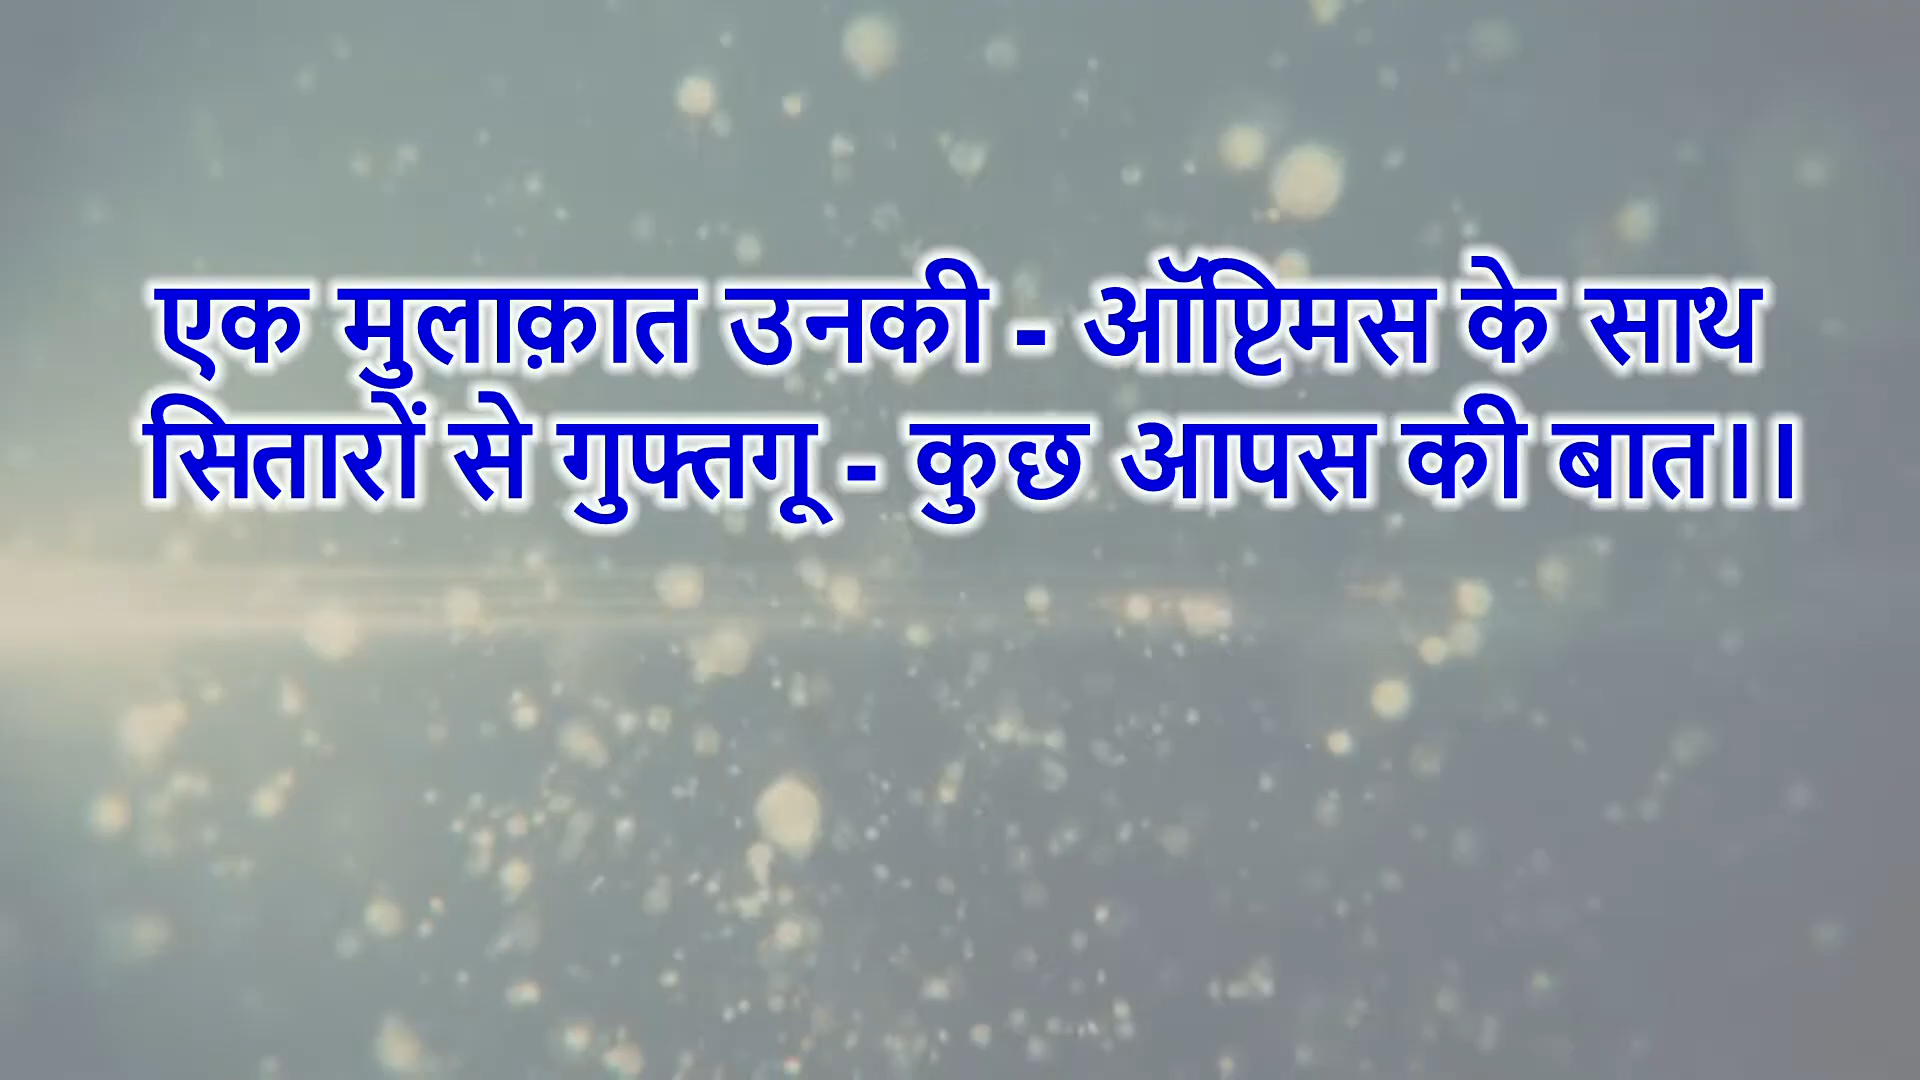 एक मुलाक़ात उनकी - ऑप्टिमस के साथ
सितारों से गुफ्तगू - कुछ आपस की बात।।